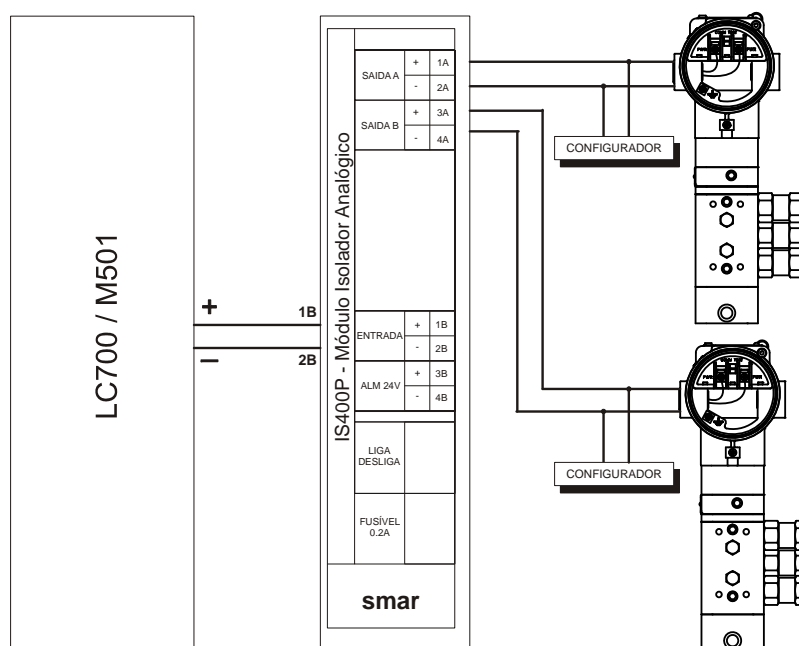 LC700 / M501
+
–
1B
2B
IS400P - Módulo Isolador Analógico
SAIDA A + 1A
- 2A
SAIDA B + 3A
- 4A
ENTRADA + 1B
- 2B
ALM 24V + 3B
- 4B
LIGA
DESLIGA
FUSÍVEL
0.2A
smar
CONFIGURADOR
CONFIGURADOR